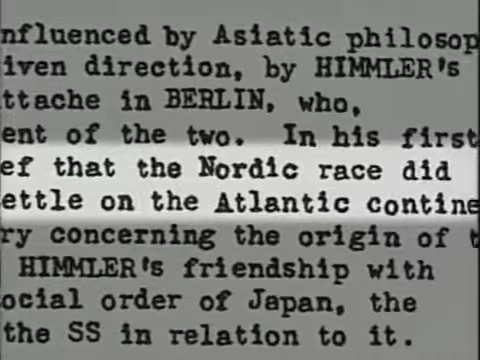 nfluenced by Asiatic philosop
iven direction, by HIMMLER's
ttache in BERLIN, who,
ent of the two. In his first
ef that the Nordic race did
ettle on the Atlantic contine
ry concerning the origin of t
HIMMLER's friendship with
ocial order of Japan, the
the SS in relation to it.